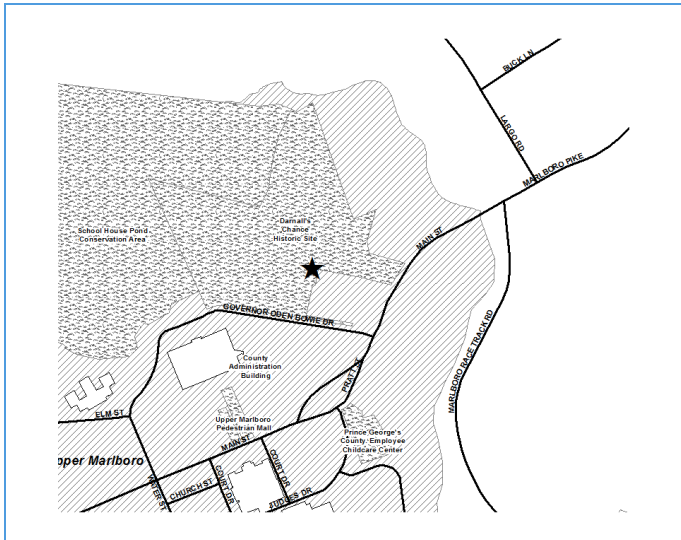 BUCK LN
LARGO RD
MARLBORO PIKE
Darnall's
Chance
Historic Site
School House Pond
Conservation Area
MAIN ST
GOVERNOR ODEN BOWIE DR
County
Administration
Building
PRATT ST
MARLBORO RACE TRACK RD
ELM ST
Upper Marlboro
Pedestrian Mall
MAIN ST
Prince George's
County, Employee
Childcare Center
pper Marlboro
WATER ST
CHURCH ST
COURT DR
COURT DR
JUDGES DR